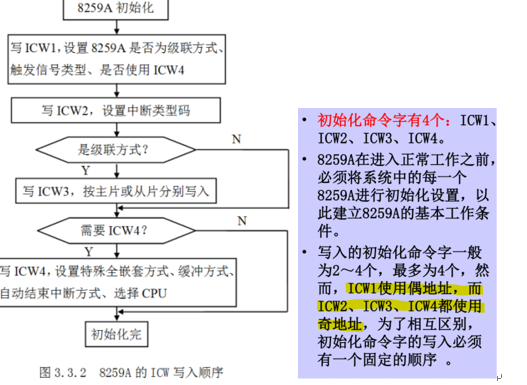 8259A 初始化
写 ICW1，设置 8259A 是否为级联方式、
触发信号类型、是否使用 ICW4
写 ICW2，设置中断类型码
是级联方式？
N
Y
写 ICW3，按主片或从片分别写入
需要 ICW4？
N
Y
写 ICW4，设置特殊全嵌套方式、缓冲方式、
自动结束中断方式、选择 CPU
初始化完
图 3.3.2 8259A 的 ICW 写入顺序
• 初始化命令字有4个：ICW1、
ICW2、ICW3、ICW4。
• 8259A在进入正常工作之前，
必须将系统中的每一个
8259A进行初始化设置，以
此建立8259A的基本工作条
件。
• 写入的初始化命令字一般
为2～4个，最多为4个，然
而，ICW1使用偶地址，而
ICW2、ICW3、ICW4都使用
奇地址，为了相互区别，
初始化命令字的写入必须
有一个固定的顺序 。